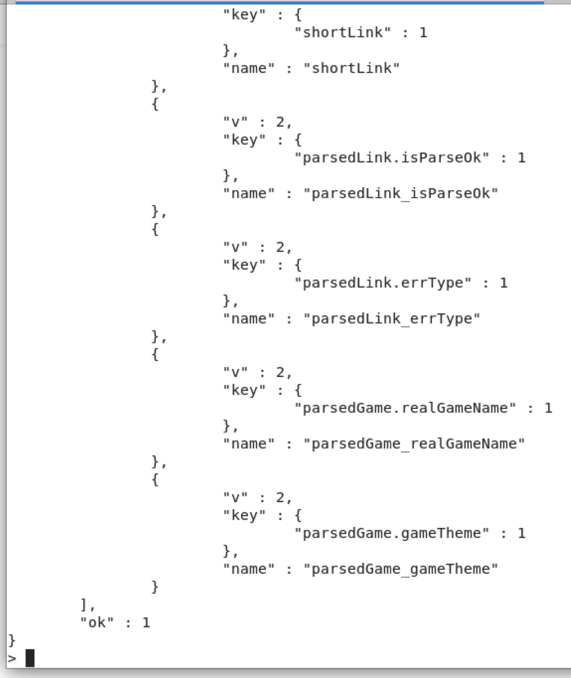 "key" : {
"shortLink" : 1
},
"name" : "shortLink"
},
{
"v" : 2,
"key" : {
"parsedLink.isParseOk" : 1
},
"name" : "parsedLink_isParseOk"
},
{
"v" : 2,
"key" : {
"parsedLink.errType" : 1
},
"name" : "parsedLink_errType"
},
{
"v" : 2,
"key" : {
"parsedGame.realGameName" : 1
},
"name" : "parsedGame_realGameName"
},
{
"v" : 2,
"key" : {
"parsedGame.gameTheme" : 1
},
"name" : "parsedGame_gameTheme"
}
],
"ok" : 1
}
>